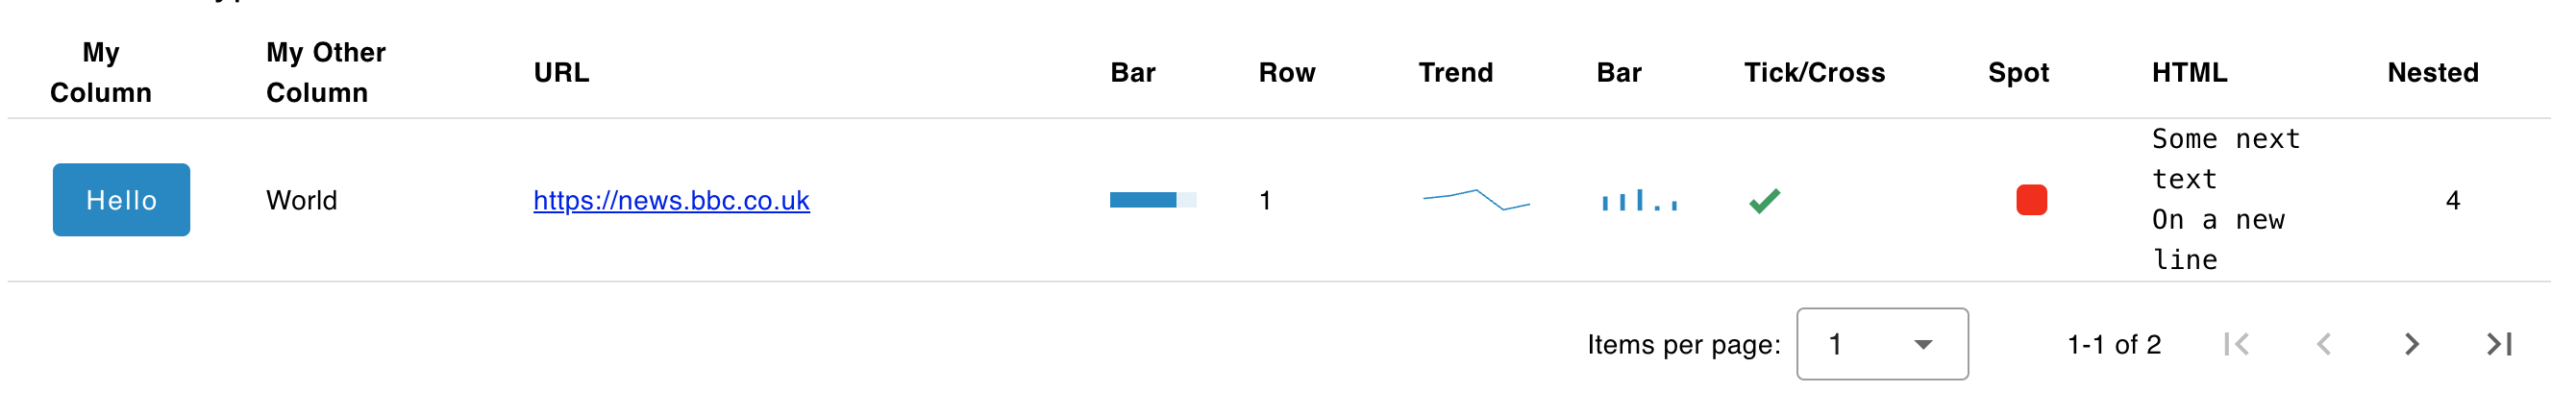 My Column
My Other Column
URL
Bar
Row
Trend
Bar
Tick/Cross
Spot
HTML
Nested
Hello
World
https://news.bbc.co.uk
1
Some next
text
On a new
line
4
Items per page:
1
1-1 of 2